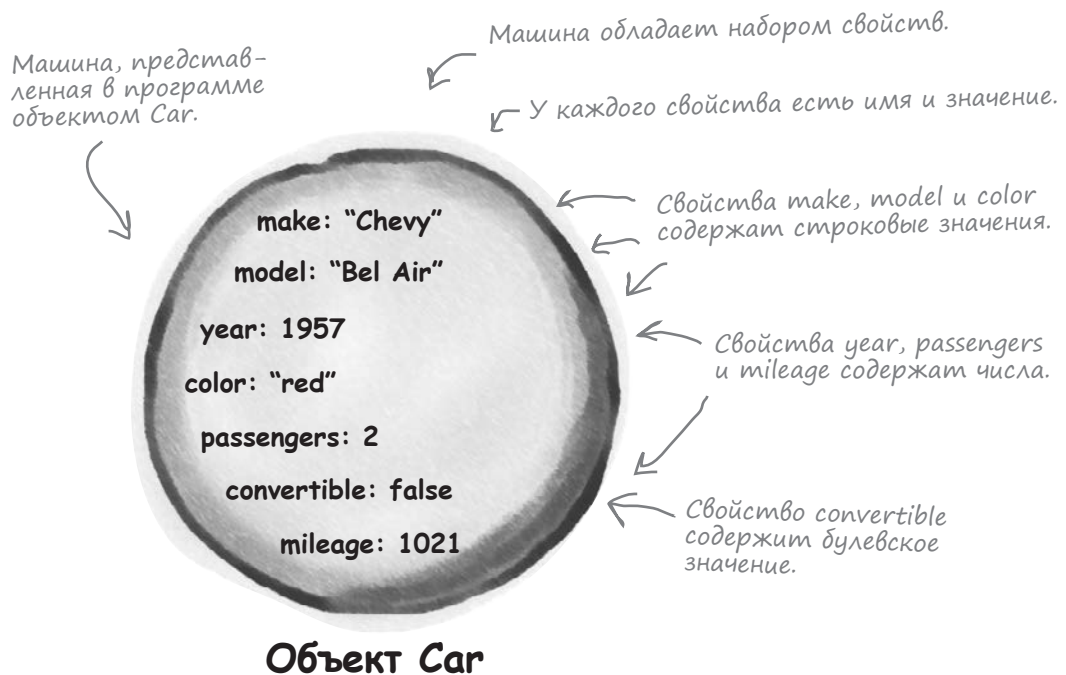 Машина обладает набором свойств.
Машина, представ-
ленная в программе
объектом Car.
У каждого свойства есть имя и значение.
make: “Chevy”
model: “Bel Air”
year: 1957
color: “red”
passengers: 2
convertible: false
mileage: 1021
Свойства make, model и color
содержат строковые значения.
Свойства year, passengers
и mileage содержат числа.
Свойство convertible
содержит булевское
значение.
Объект Car